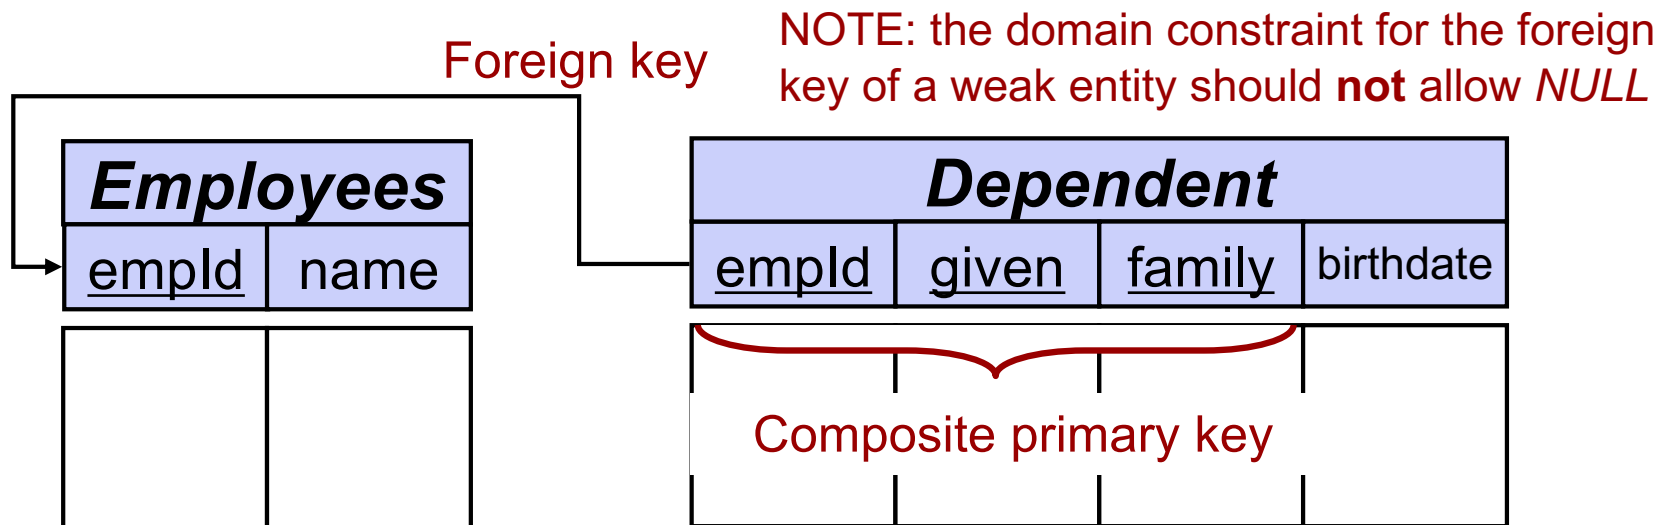 Foreign key
NOTE: the domain constraint for the foreign
key of a weak entity should not allow NULL
Employees
empId name
Dependent
empId given family birthdate
Composite primary key